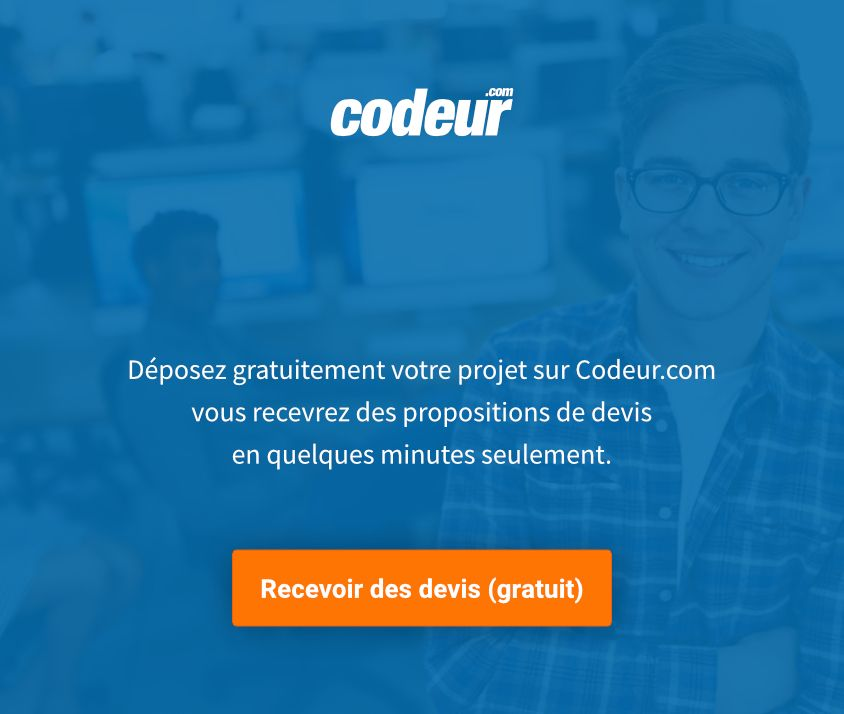 codeur.com
Déposez gratuitement votre projet sur Codeur.com
vous recevrez des propositions de devis
en quelques minutes seulement.
Recevoir des devis (gratuit)